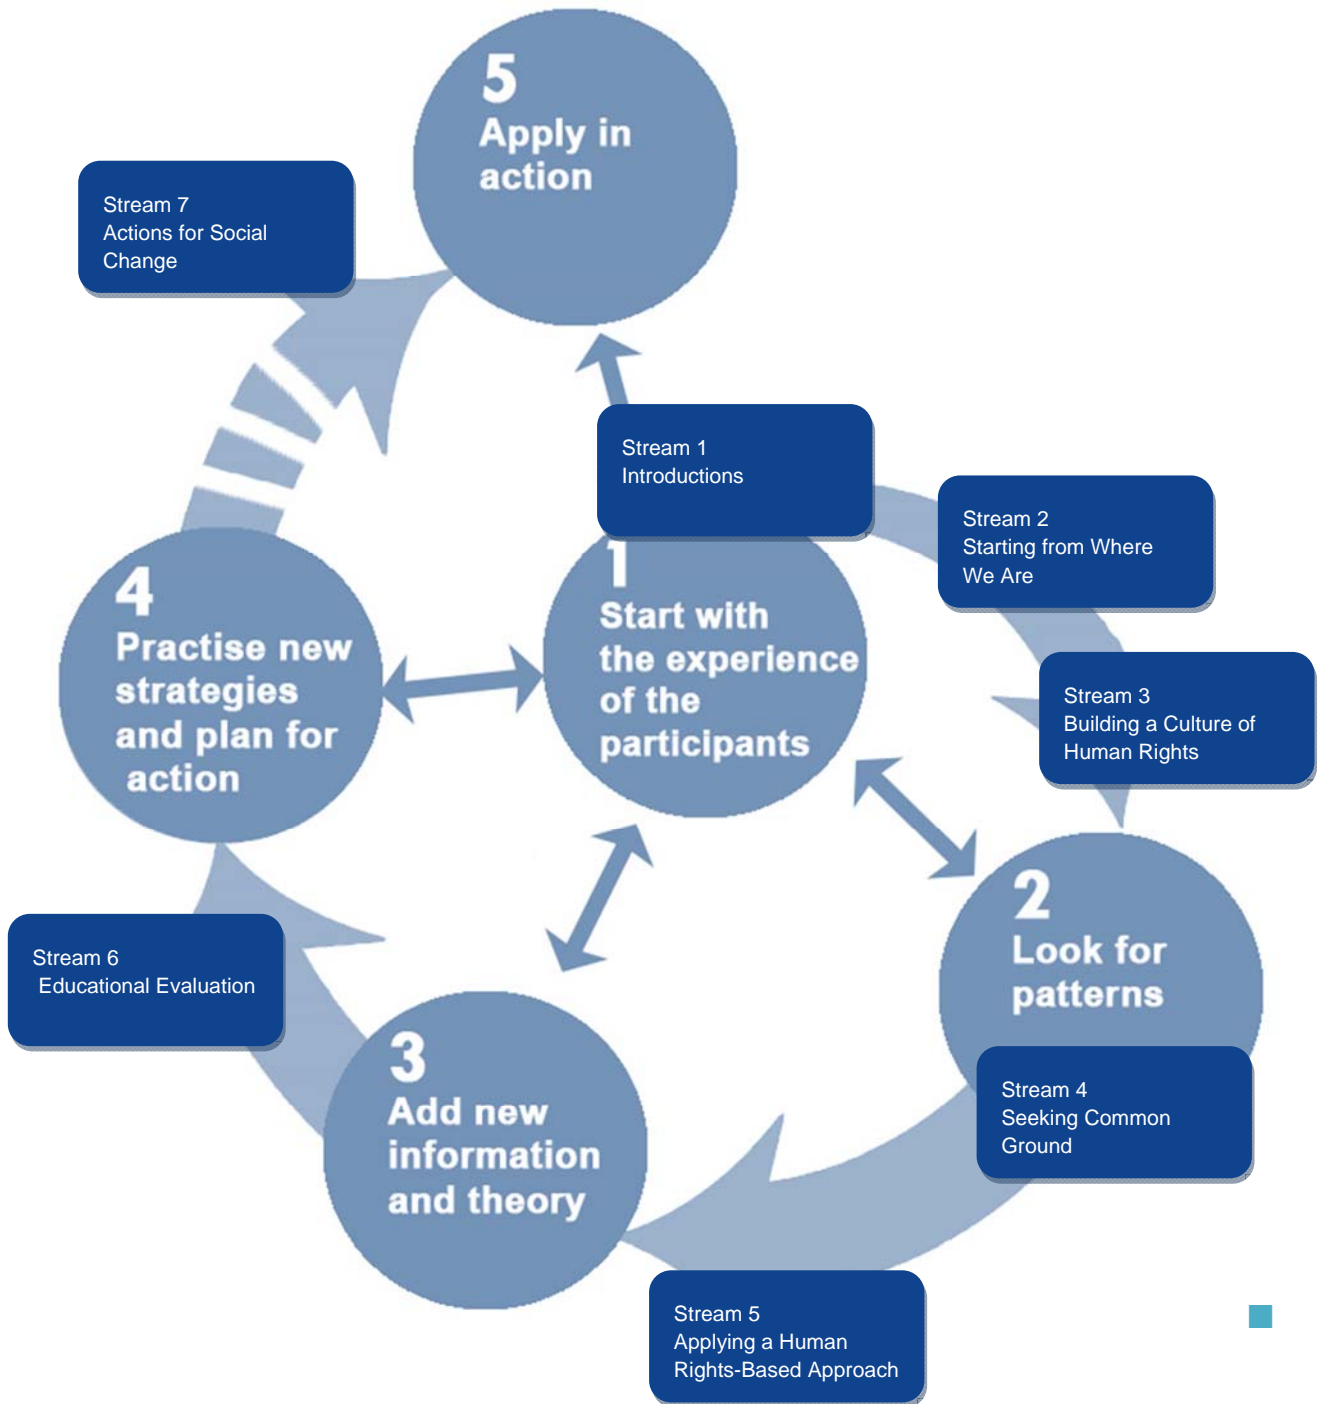 5
Apply in
action
Stream 7
Actions for Social
Change
Stream 1
Introductions
Stream 2
Starting from Where
We Are
1
Start with
the experience
of the
participants
4
Practise new
strategies
and plan for
action
Stream 3
Building a Culture of
Human Rights
2
Look for
patterns
Stream 6
Educational Evaluation
3
Add new
information
and theory
Stream 4
Seeking Common
Ground
Stream 5
Applying a Human
Rights-Based Approach